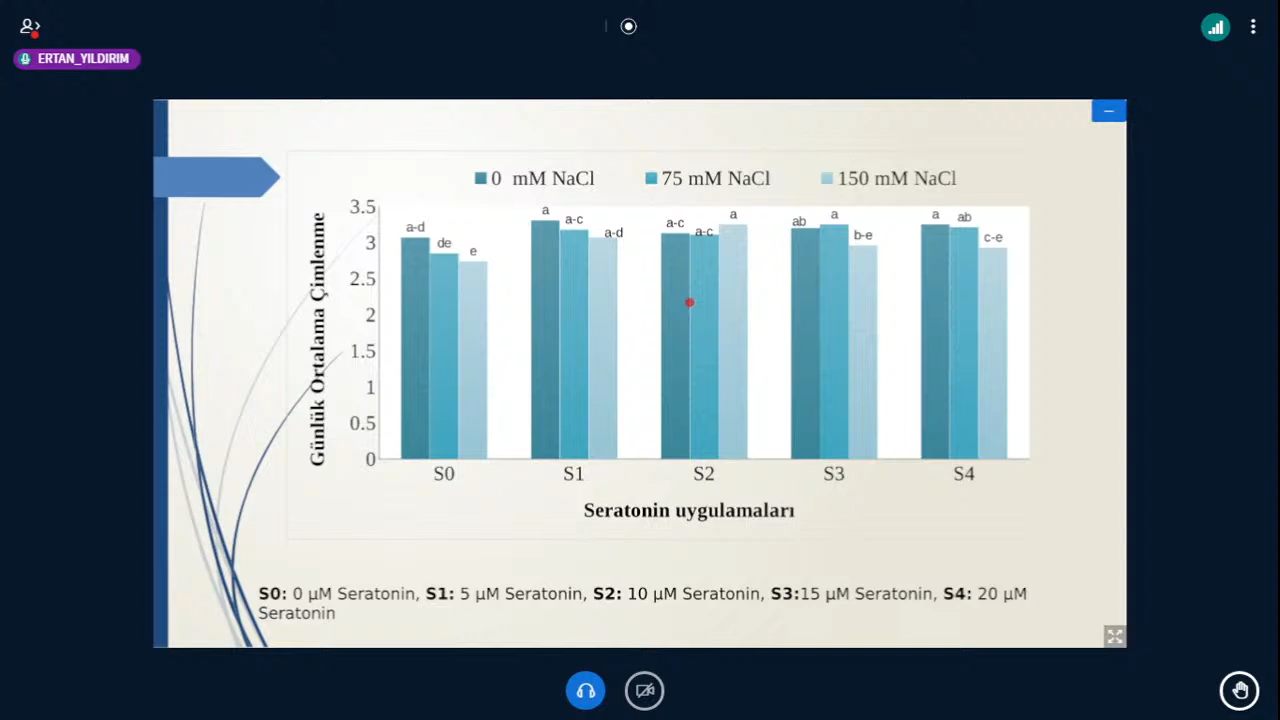 ERTAN_YILDIRIM
0 mM NaCl 75 mM NaCl 150 mM NaCl
Günlük Ortalama Çimlenme
3.5
3
2.5
2
1.5
1
0.5
0
a-d de e
a a-c a-d
a-c a-c a
ab a b-e
a ab c-e
S0 S1 S2 S3 S4
Seratonin uygulamaları
S0: 0 µM Seratonin, S1: 5 µM Seratonin, S2: 10 µM Seratonin, S3:15 µM Seratonin, S4: 20 µM
Seratonin